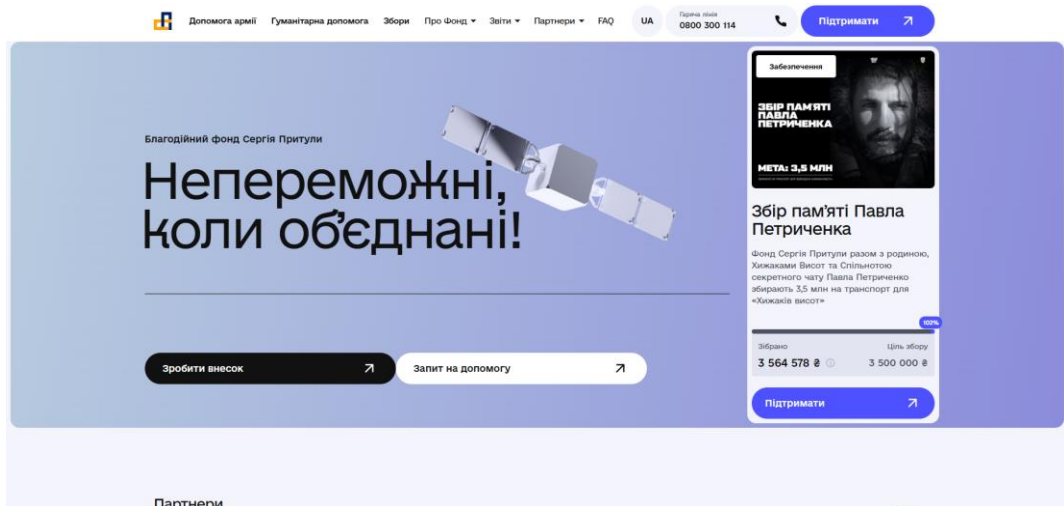 Допомога армії Гуманітарна допомога Збори Про Фонд Звіти Партнери FAQ UA
Гаряча лінія
0800 300 114
Підтримати
Благодійний фонд Сергія Притули
Непереможні,
коли об'єднані!
Зробити внесок
Запит на допомогу
Забезпечення
ЗБІР ПАМ'ЯТІ
ПАВЛА
ПЕТРИЧЕНКА
МЕТА: 3,5 МЛН
Збір пам'яті Павла
Петриченка
Фонд Сергія Притули разом з родиною,
Хижаками Висот та Спільнотою
секретного чату Павла Петриченко
збирають 3,5 млн на транспорт для
«Хижаків висот»
102%
Зібрано Ціль збору
3 564 578 ₴ 3 500 000 ₴
Підтримати
Партнери